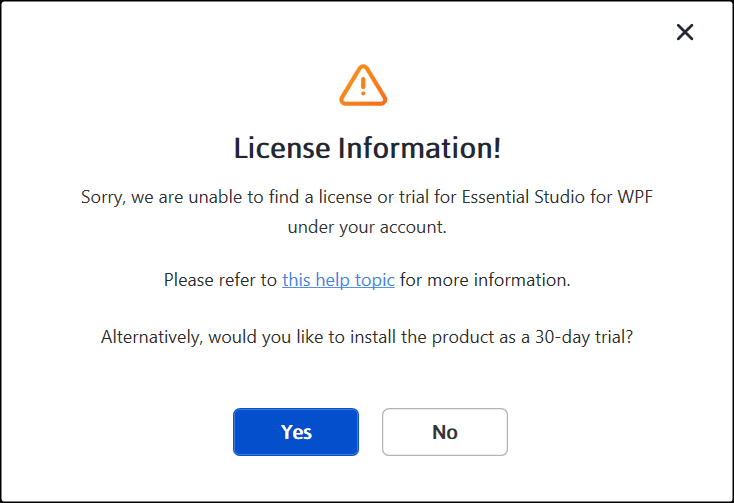 License Information!
Sorry, we are unable to find a license or trial for Essential Studio for WPF
under your account.
Please refer to this help topic for more information.
Alternatively, would you like to install the product as a 30-day trial?
Yes
No